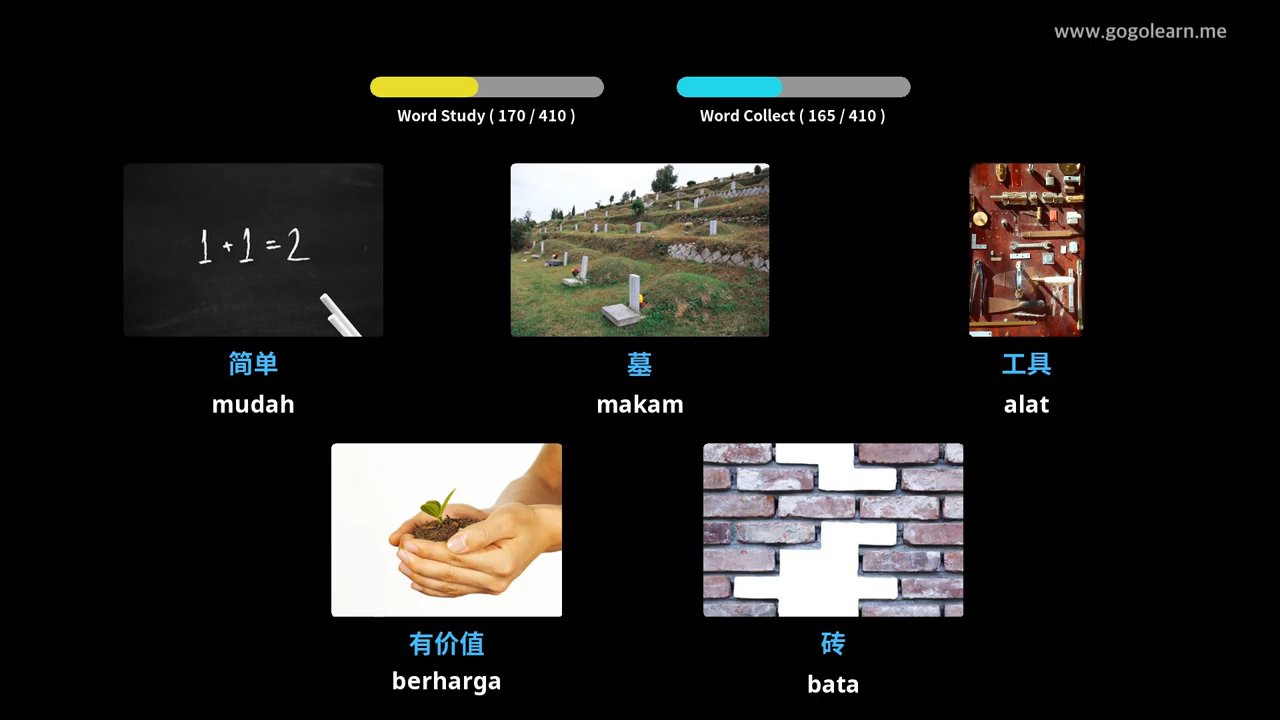 www.gogolearn.me
Word Study ( 170 / 410 )
Word Collect ( 165 / 410 )
1 + 1 = 2
简单
mudah
墓
makam
工具
alat
有价值
berharga
砖
bata